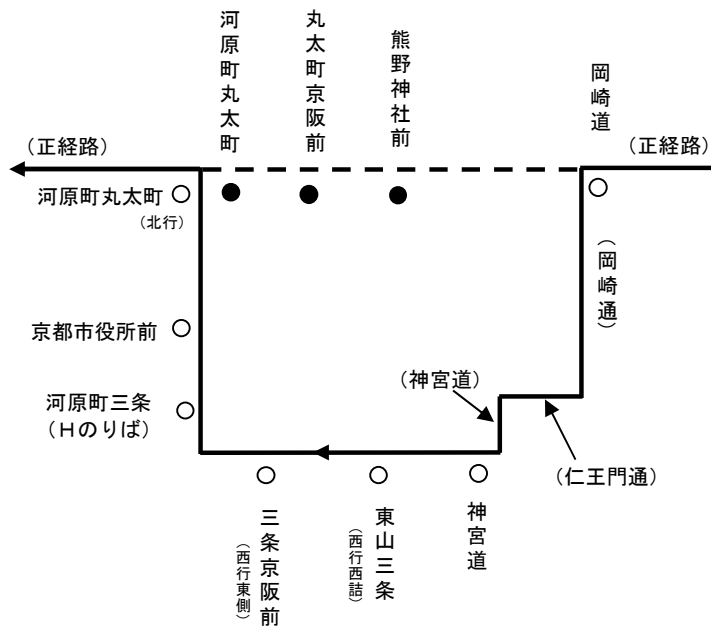 河原町丸太町
丸太町京阪前
熊野神社前
岡崎道
(正経路)
(正経路)
河原町丸太町
(北行)
(岡崎通)
京都市役所前
(神宮道)
河原町三条
(Hのりば)
(仁王門通)
三条京阪前
(西行東側)
東山三条
(西行西詰)
神宮道